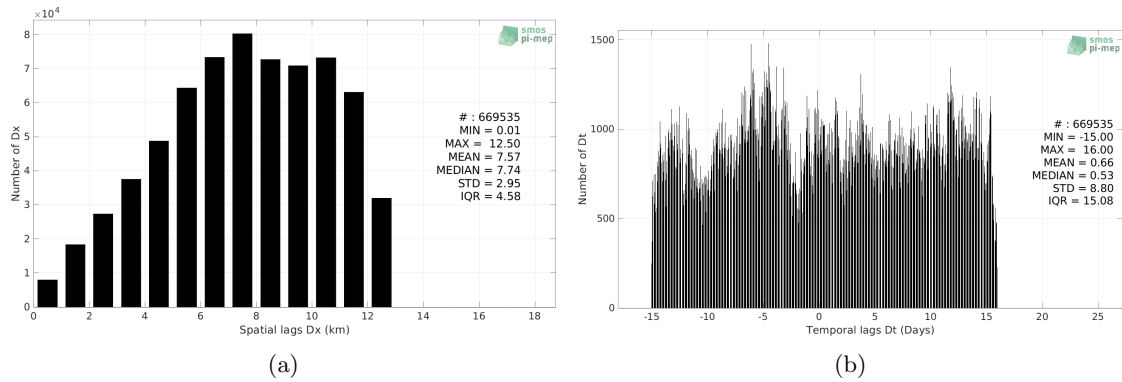 ×10⁴
8
7
6
5
4
3
2
1
0
Number of Dx
0 2 4 6 8 10 12 14 16 18
Spatial lags Dx (km)
smos
pi-mep
# : 669535
MIN = 0.01
MAX = 12.50
MEAN = 7.57
MEDIAN = 7.74
STD = 2.95
IQR = 4.58
(a)
1500
1000
500
0
Number of Dt
-15 -10 -5 0 5 10 15 20 25
Temporal lags Dt (Days)
smos
pi-mep
# : 669535
MIN = -15.00
MAX = 16.00
MEAN = 0.66
MEDIAN = 0.53
STD = 8.80
IQR = 15.08
(b)